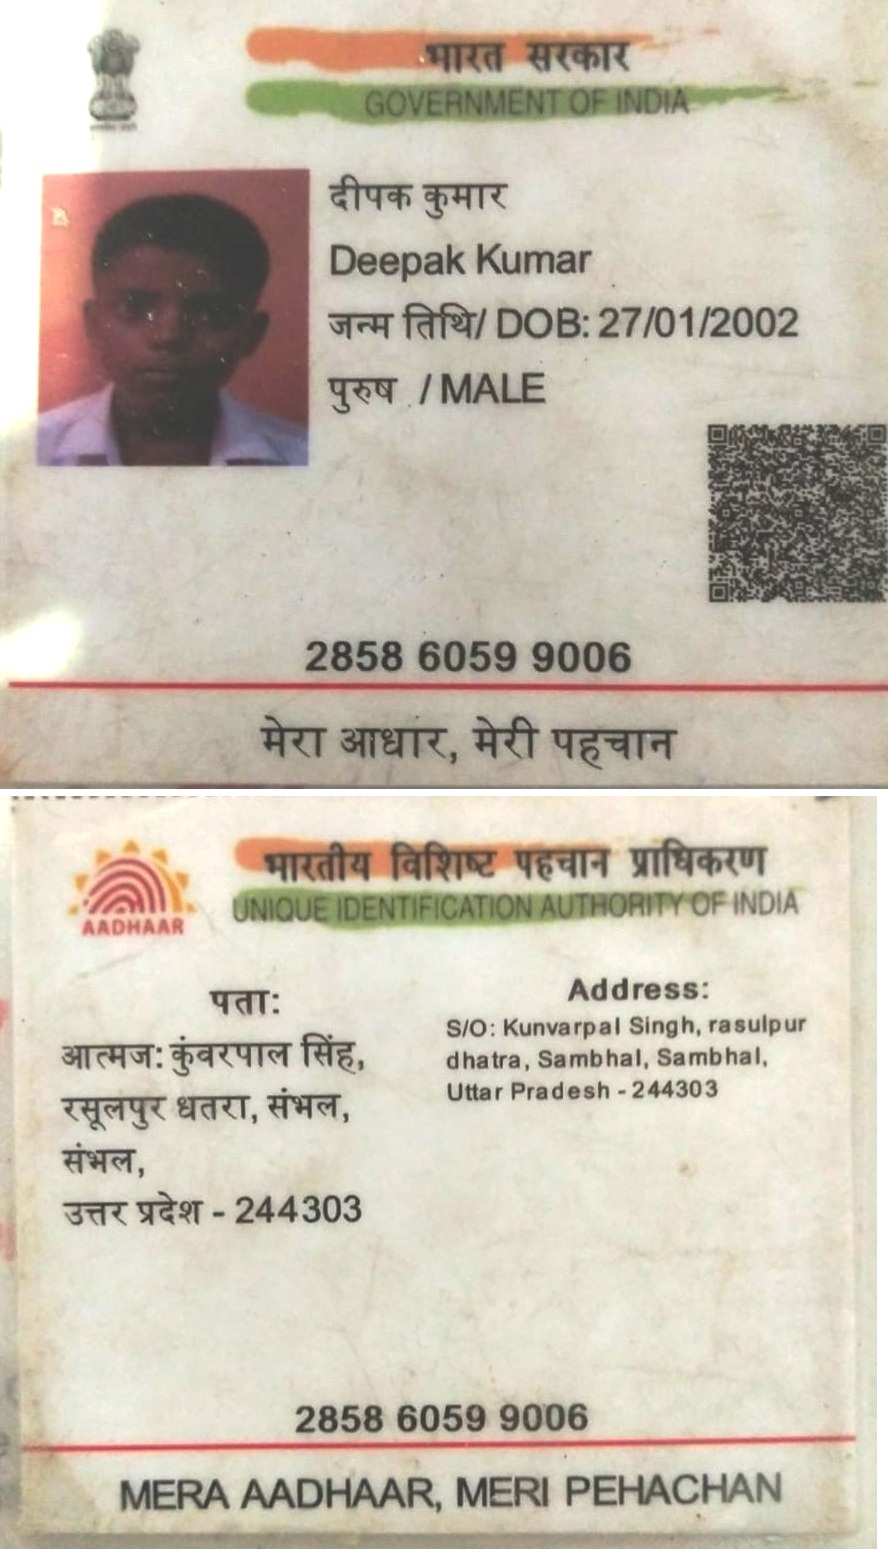 भारत सरकार
GOVERNMENT OF INDIA
दीपक कुमार
Deepak Kumar
जन्म तिथि/ DOB: 27/01/2002
पुरुष / MALE
2858 6059 9006
मेरा आधार, मेरी पहचान
भारतीय विशिष्ट पहचान प्राधिकरण
UNIQUE IDENTIFICATION AUTHORITY OF INDIA
AADHAAR
पता:
आत्मज: कुंवरपाल सिंह,
रसूलपुर धतरा, संभल,
संभल,
उत्तर प्रदेश - 244303
Address:
S/O: Kunvarpal Singh, rasulpur
dhatra, Sambhal, Sambhal,
Uttar Pradesh - 244303
2858 6059 9006
MERA AADHAAR, MERI PEHACHAN